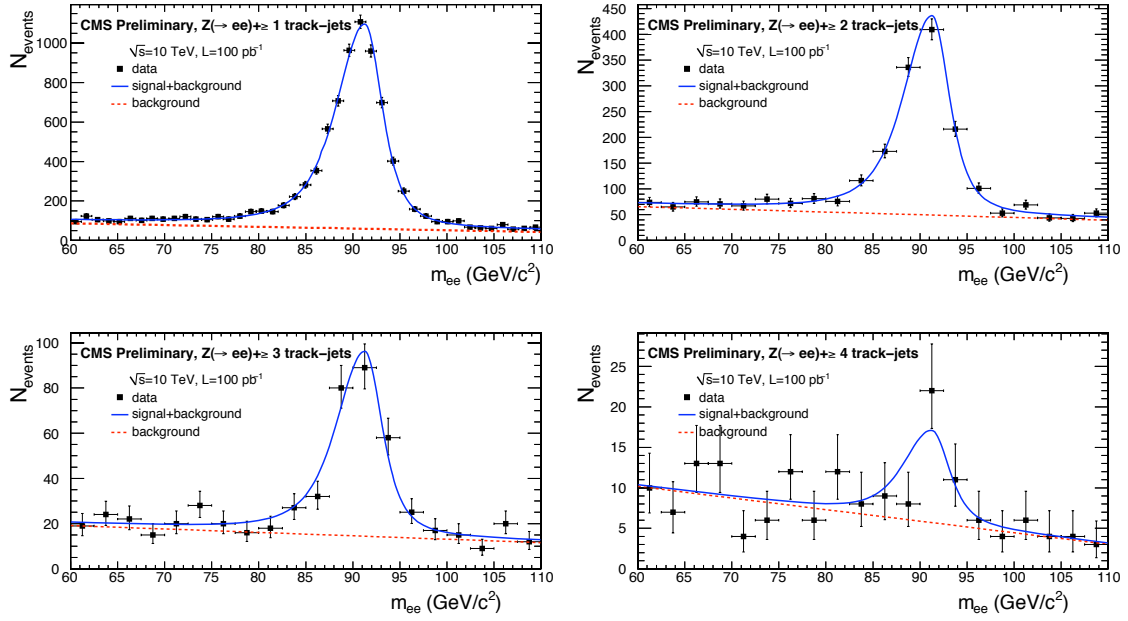 CMS Preliminary, Z(→ ee)+≥ 1 track-jets
√s=10 TeV, L=100 pb⁻¹
data
signal+background
background
N_events
1000
800
600
400
200
0
60 65 70 75 80 85 90 95 100 105 110
m_ee (GeV/c²)
CMS Preliminary, Z(→ ee)+≥ 2 track-jets
√s=10 TeV, L=100 pb⁻¹
data
signal+background
background
N_events
450
400
350
300
250
200
150
100
50
0
60 65 70 75 80 85 90 95 100 105 110
m_ee (GeV/c²)
CMS Preliminary, Z(→ ee)+≥ 3 track-jets
√s=10 TeV, L=100 pb⁻¹
data
signal+background
background
N_events
100
80
60
40
20
0
60 65 70 75 80 85 90 95 100 105 110
m_ee (GeV/c²)
CMS Preliminary, Z(→ ee)+≥ 4 track-jets
√s=10 TeV, L=100 pb⁻¹
data
signal+background
background
N_events
25
20
15
10
5
0
60 65 70 75 80 85 90 95 100 105 110
m_ee (GeV/c²)